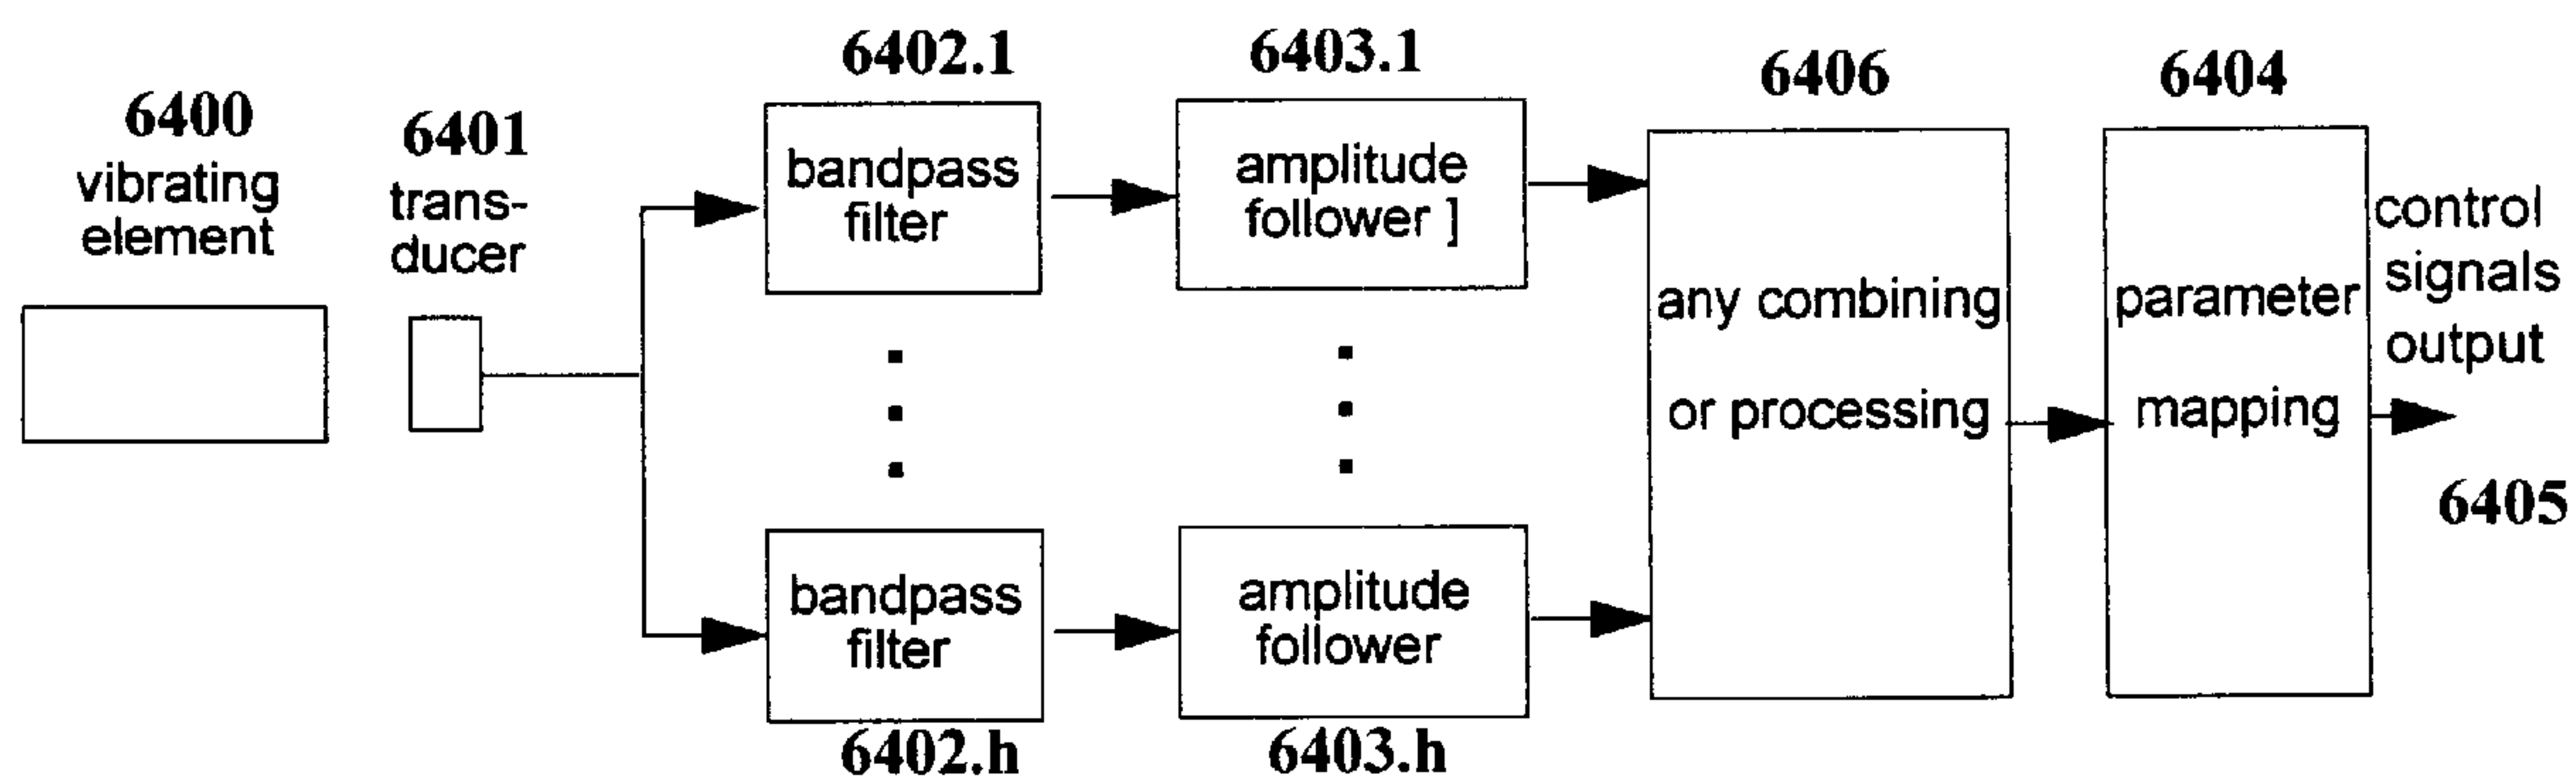 6400
vibrating
element
6401
trans-
ducer
6402.1
bandpass
filter
6403.1
amplitude
follower ]
6402.h
bandpass
filter
6403.h
amplitude
follower
6406
any combining
or processing
6404
parameter
mapping
control
signals
output
6405